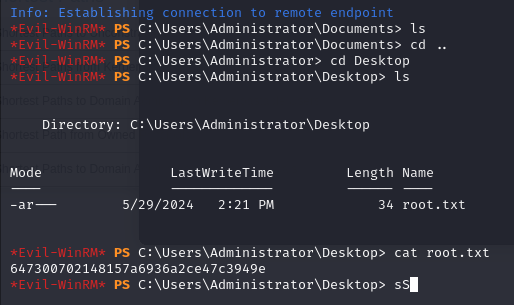 Info: Establishing connection to remote endpoint
*Evil-WinRM* PS C:\Users\Administrator\Documents> ls
*Evil-WinRM* PS C:\Users\Administrator\Documents> cd ..
*Evil-WinRM* PS C:\Users\Administrator> cd Desktop
*Evil-WinRM* PS C:\Users\Administrator\Desktop> ls
Directory: C:\Users\Administrator\Desktop
Mode LastWriteTime Length Name
---- ------------- ------ ----
-ar--- 5/29/2024 2:21 PM 34 root.txt
*Evil-WinRM* PS C:\Users\Administrator\Desktop> cat root.txt
647300702148157a6936a2ce47c3949e
*Evil-WinRM* PS C:\Users\Administrator\Desktop> sS